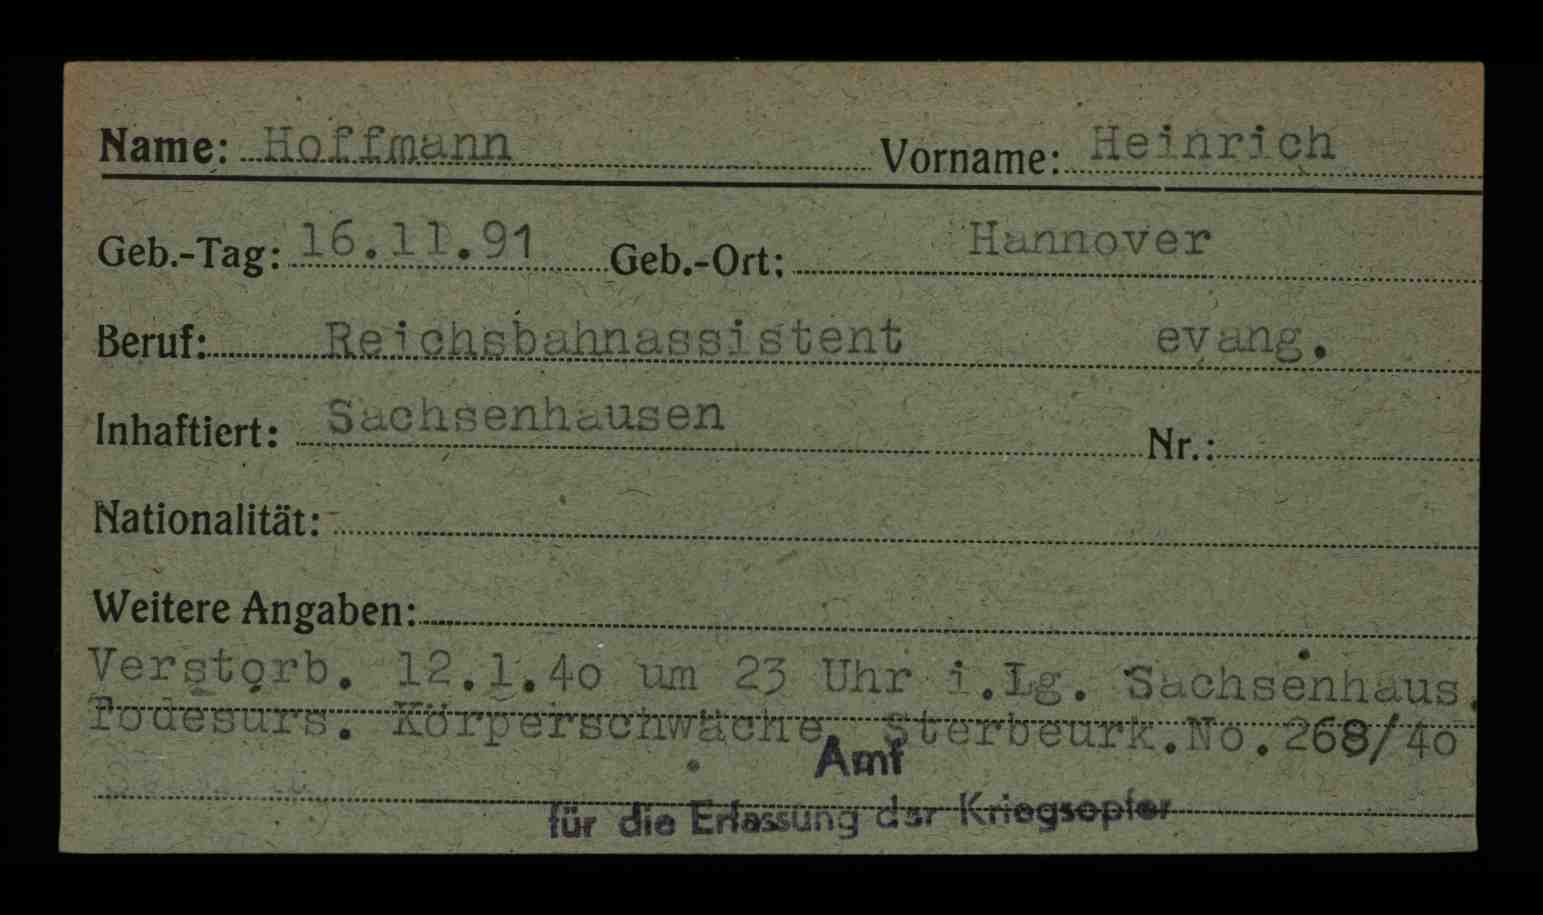 Name: Hoffmann Vorname: Heinrich
Geb.-Tag: 16.11.91 Geb.-Ort: Hannover
Beruf: Reichsbahnassistent evang.
Inhaftiert: Sachsenhausen Nr.:
Nationalität:
Weitere Angaben:
Verstorb. 12.1.40 um 23 Uhr i.Lg. Sachsenhaus.
Todesurs. Körperschwäche. Sterbeurk.No.268/40
Amt
für die Erfassung der Kriegsopfer